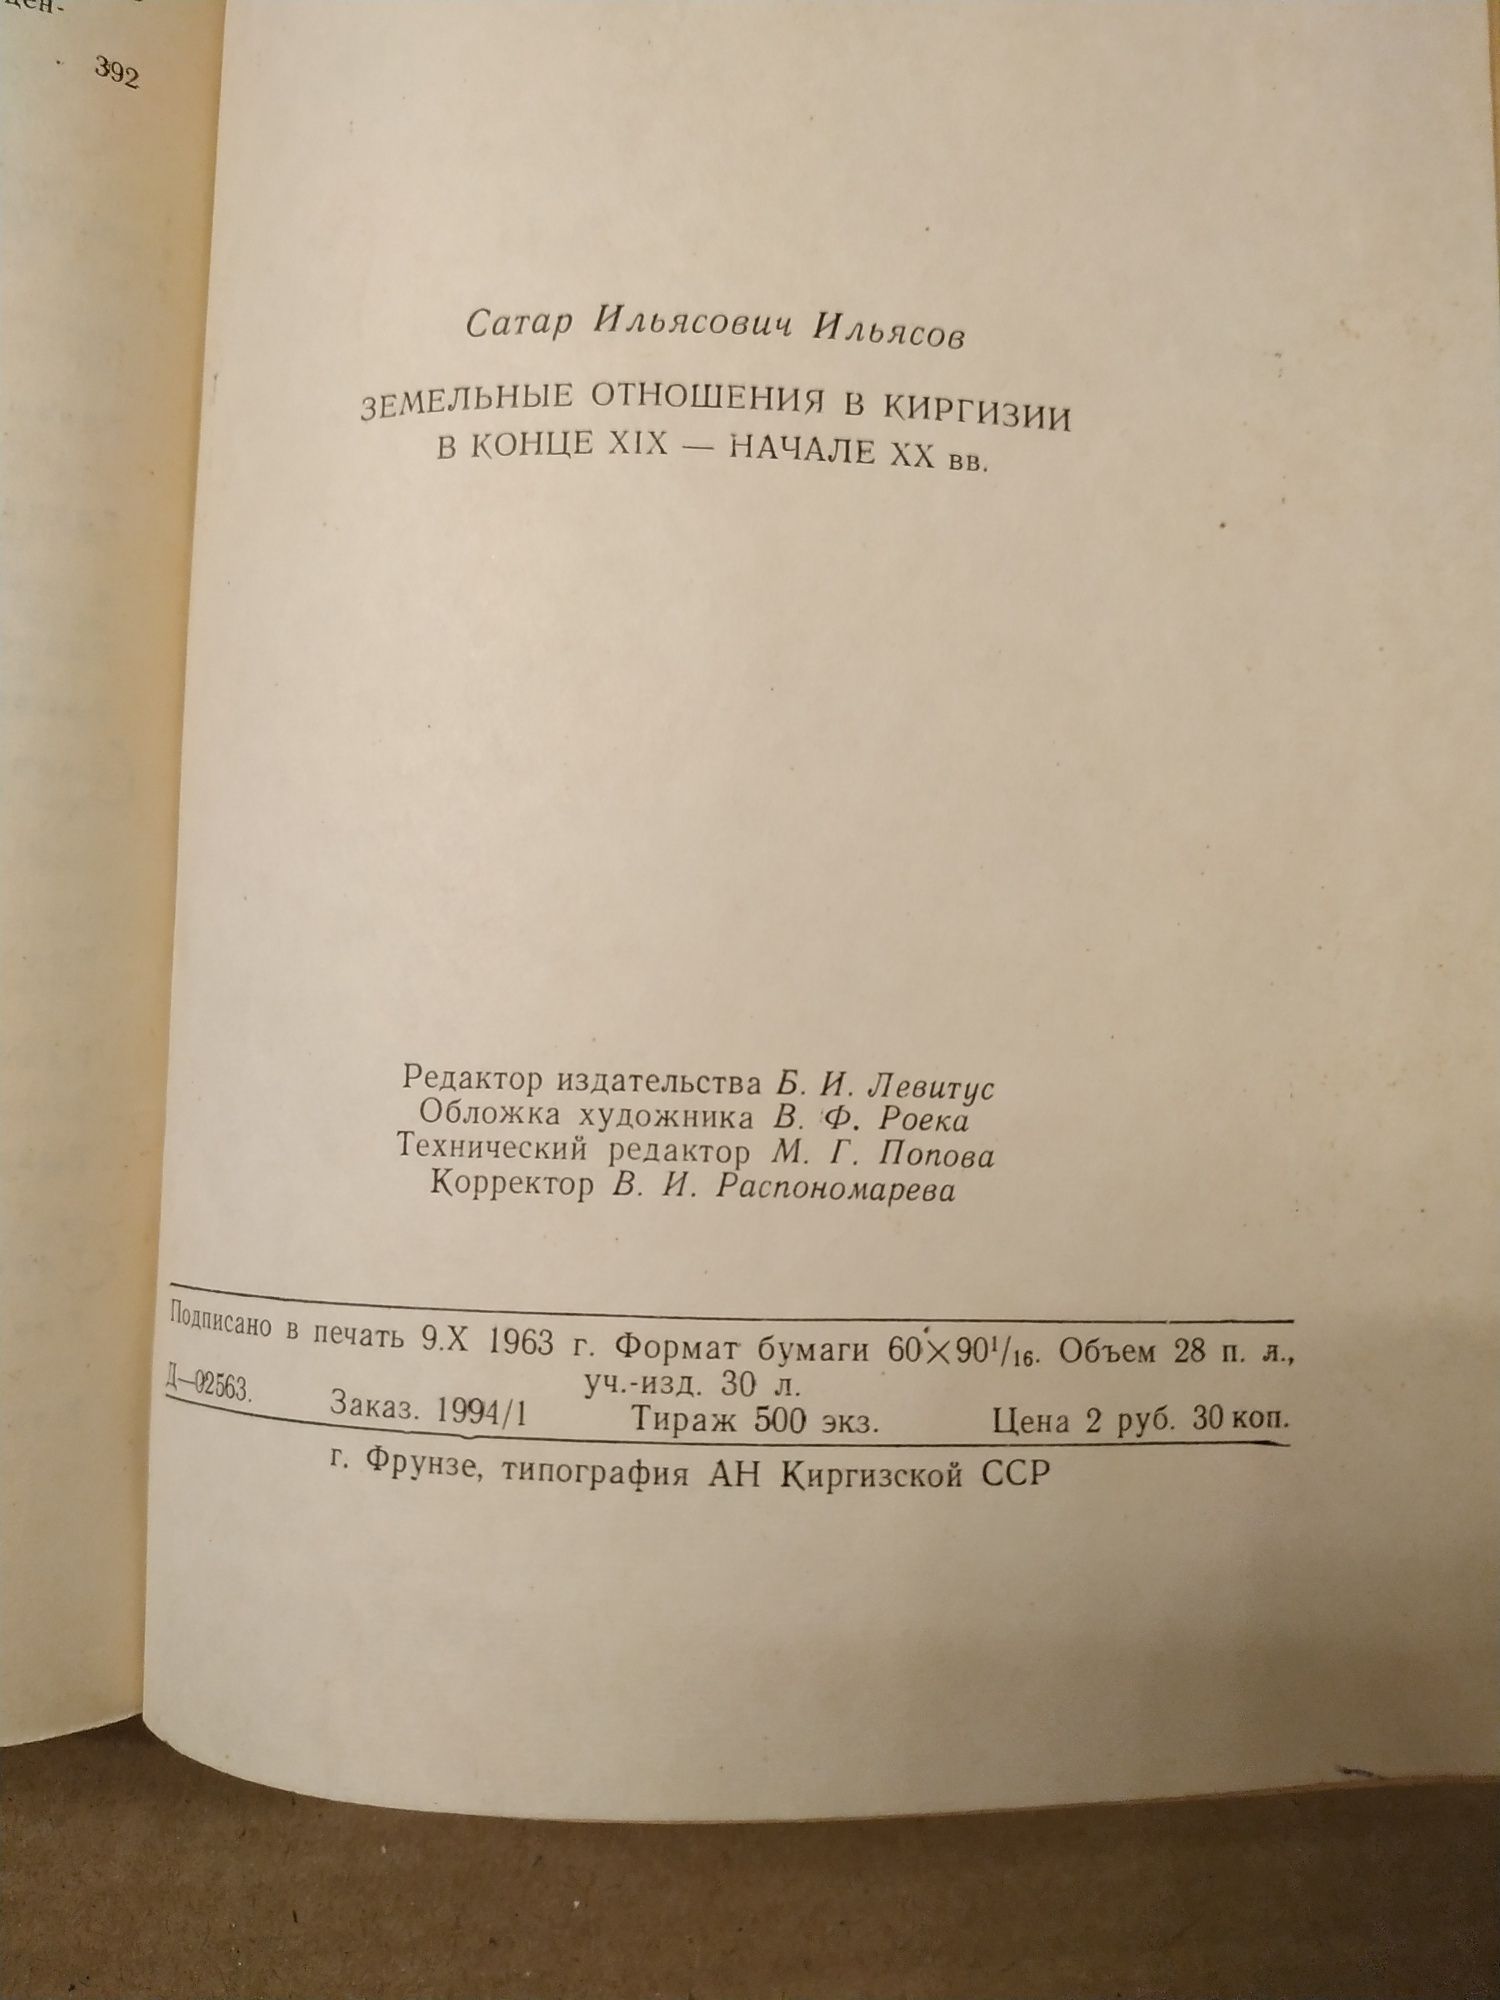 цен-
392
Сатар Ильясович Ильясов
ЗЕМЕЛЬНЫЕ ОТНОШЕНИЯ В КИРГИЗИИ
В КОНЦЕ XIX — НАЧАЛЕ XX вв.
Редактор издательства Б. И. Левитус
Обложка художника В. Ф. Роека
Технический редактор М. Г. Попова
Корректор В. И. Распономарева
Подписано в печать 9.X 1963 г. Формат бумаги 60×90¹/₁₆. Объем 28 п. л.,
уч.-изд. 30 л.
Д—02563. Заказ. 1994/1 Тираж 500 экз. Цена 2 руб. 30 коп.
г. Фрунзе, типография АН Киргизской ССР